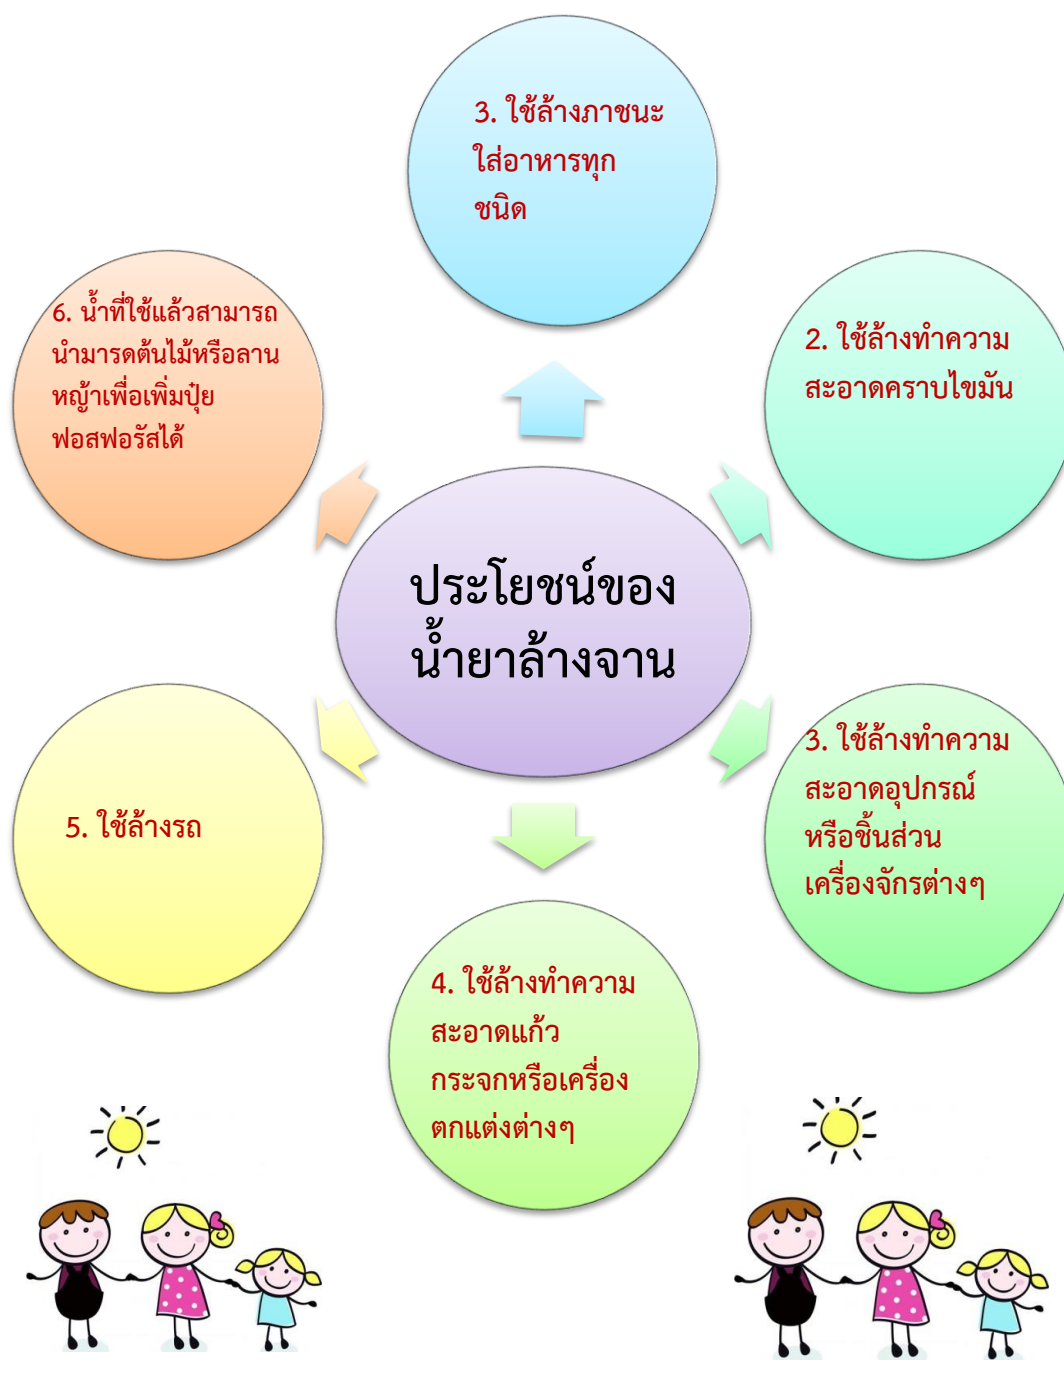 3. ใช้ล้างภาชนะ
ใส่อาหารทุก
ชนิด
6. น้ำที่ใช้แล้วสามารถ
นำมารดต้นไม้หรือลาน
หญ้าเพื่อเพิ่มปุ๋ย
ฟอสฟอรัสได้
2. ใช้ล้างทำความ
สะอาดคราบไขมัน
ประโยชน์ของ
น้ำยาล้างจาน
5. ใช้ล้างรถ
3. ใช้ล้างทำความ
สะอาดอุปกรณ์
หรือชิ้นส่วน
เครื่องจักรต่างๆ
4. ใช้ล้างทำความ
สะอาดแก้ว
กระจกหรือเครื่อง
ตกแต่งต่างๆ